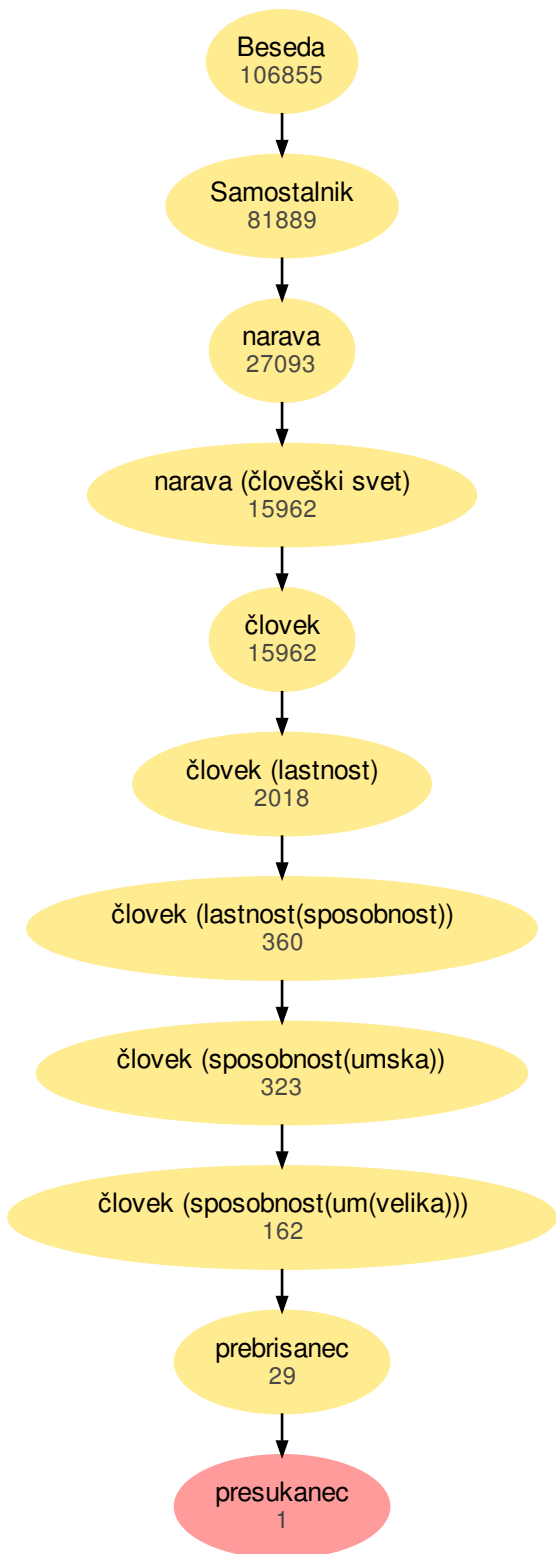 Beseda
106855
Samostalnik
81889
narava
27093
narava (človeški svet)
15962
človek
15962
človek (lastnost)
2018
človek (lastnost(sposobnost))
360
človek (sposobnost(umska))
323
človek (sposobnost(um(velika)))
162
prebrisanec
29
presukanec
1